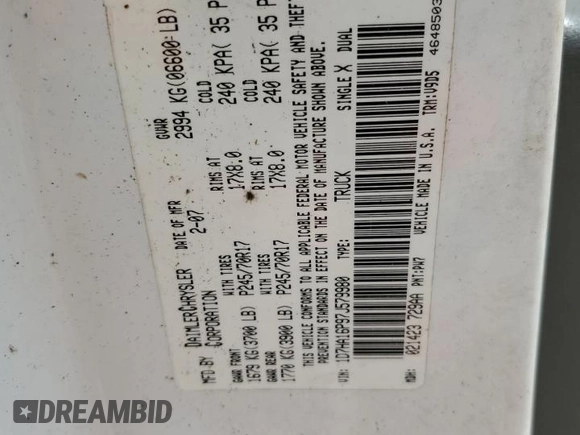 MFD BY DAIMLERCHRYSLER CORPORATION
DATE OF MFR 2-07
GVWR 2994 KG(06600:LB)
GAWR FRONT WITH TIRES RIMS AT COLD
1679 KG(3700 LB) P245/70R17 17X8.0 240 KPA( 35 P
GAWR REAR WITH TIRES RIMS AT COLD
1770 KG(3900 LB) P245/70R17 17X8.0 240 KPA( 35 P
THIS VEHICLE CONFORMS TO ALL APPLICABLE FEDERAL MOTOR VEHICLE SAFETY AND THEFT
PREVENTION STANDARDS IN EFFECT ON THE DATE OF MANUFACTURE SHOWN ABOVE.
VIN: 1D7HA16P97J579980 TYPE: TRUCK SINGLE X DUAL
MDH: 021423 729AA PNT: PW7 VEHICLE MADE IN U.S.A. TRM:V9D5
4648503
© IDREAMBID